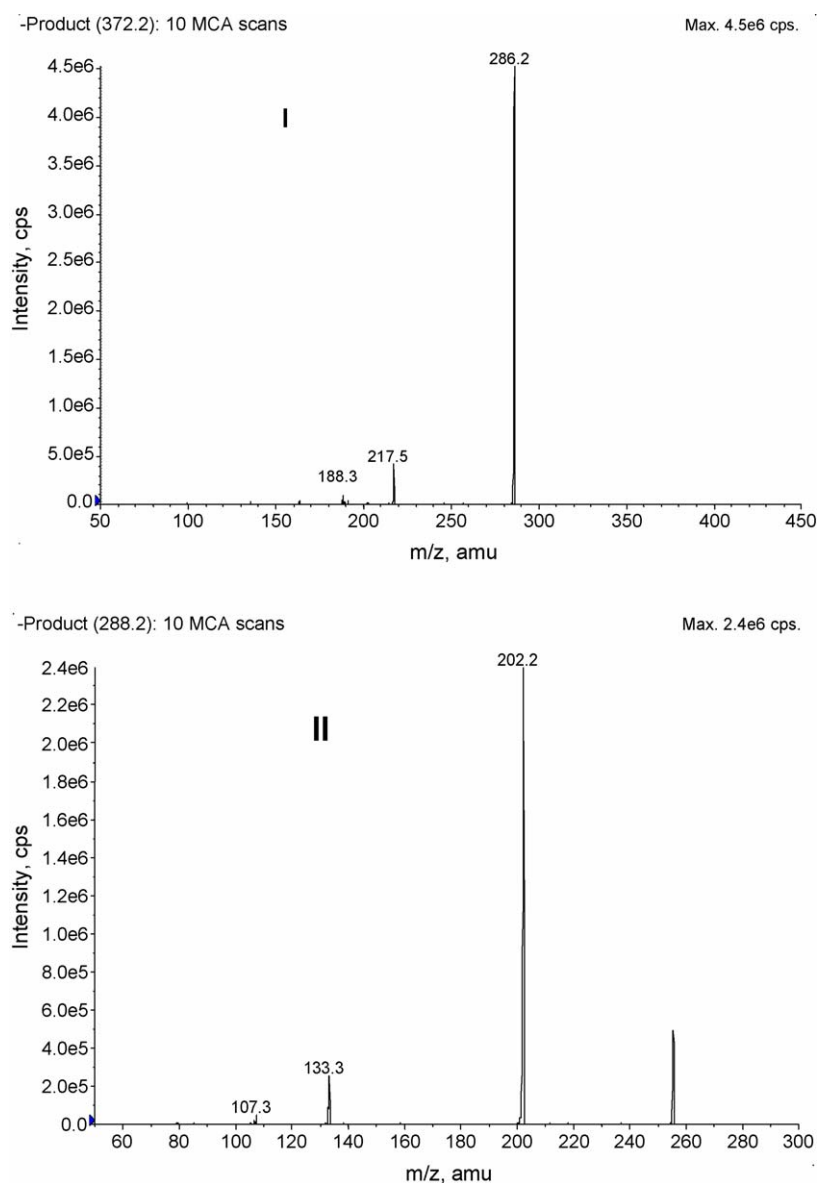 -Product (372.2): 10 MCA scans Max. 4.5e6 cps.
286.2
4.5e6
I
4.0e6
3.5e6
3.0e6
2.5e6
2.0e6
1.5e6
1.0e6
5.0e5
217.5
188.3
0.0
50 100 150 200 250 300 350 400 450
Intensity, cps
m/z, amu
-Product (288.2): 10 MCA scans Max. 2.4e6 cps.
202.2
2.4e6
II
2.2e6
2.0e6
1.8e6
1.6e6
1.4e6
1.2e6
1.0e6
8.0e5
6.0e5
4.0e5
133.3
2.0e5
107.3
0.0
60 80 100 120 140 160 180 200 220 240 260 280 300
Intensity, cps
m/z, amu